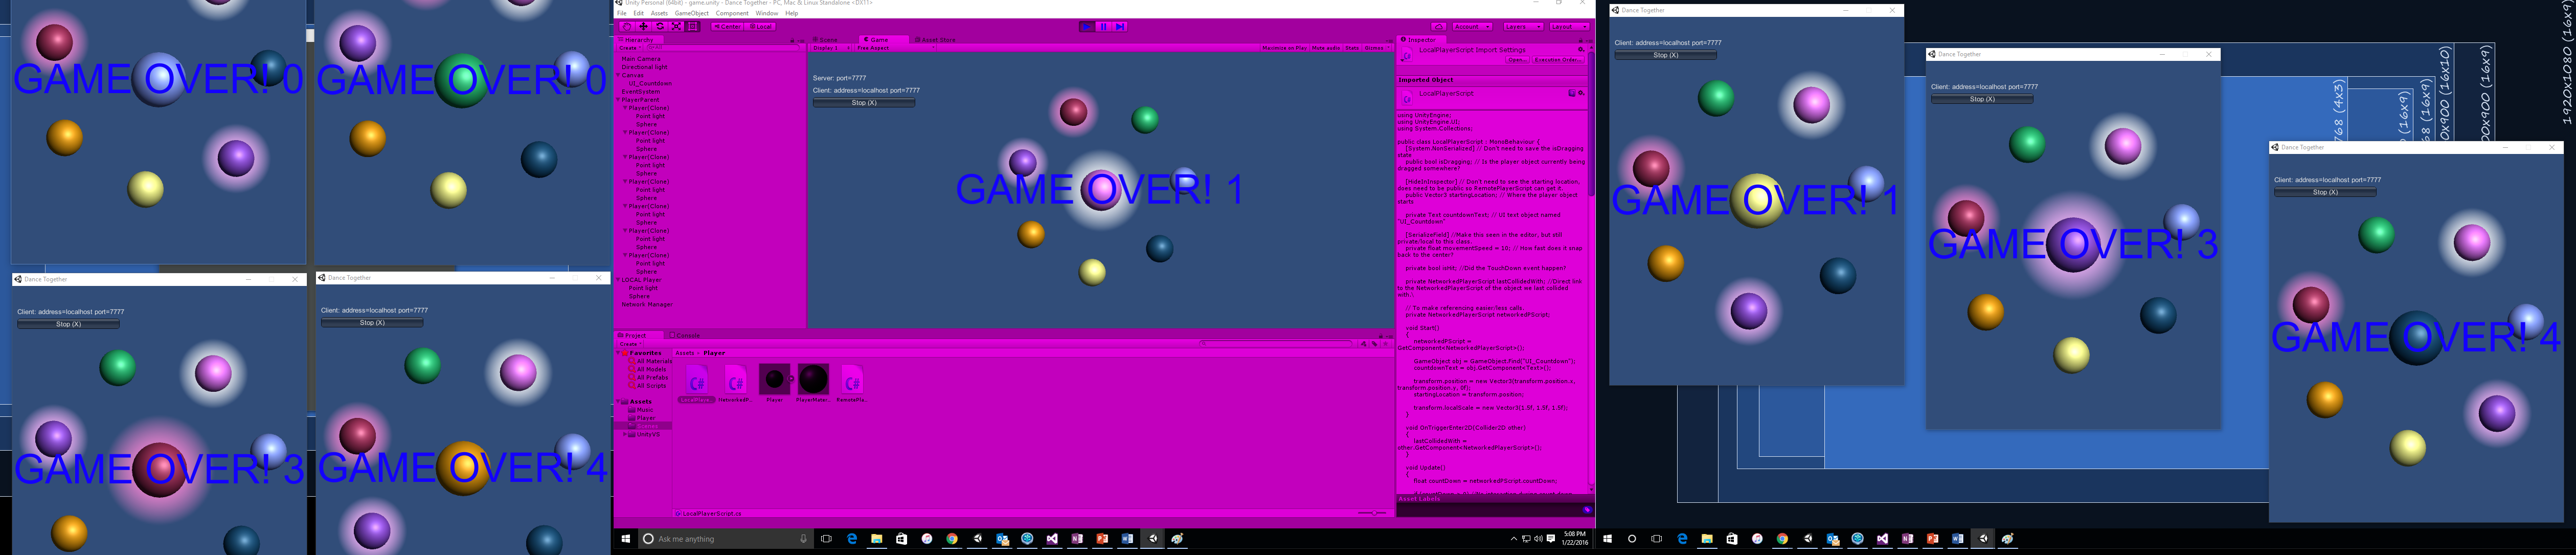 GAME OVER! 0
GAME OVER! 0
Dance Together
Client: address=localhost port=7777
Stop (X)
GAME OVER! 3
Dance Together
Client: address=localhost port=7777
Stop (X)
GAME OVER! 4
Unity Personal (64bit) - game.unity - Dance Together - PC, Mac & Linux Standalone <DX11>
File Edit Assets GameObject Component Window Help
Center Local
Account Layers Layout
Hierarchy
Create
Main Camera
Directional light
Canvas
UI_Countdown
EventSystem
PlayerParent
Player(Clone)
Point light
Sphere
Player(Clone)
Point light
Sphere
Player(Clone)
Point light
Sphere
Player(Clone)
Point light
Sphere
Player(Clone)
Point light
Sphere
Player(Clone)
Point light
Sphere
Player(Clone)
Point light
Sphere
LOCAL Player
Point light
Sphere
Network Manager
Scene Game Asset Store
Display 1 Free Aspect Maximize on Play Mute audio Stats Gizmos
Server: port=7777
Client: address=localhost port=7777
Stop (X)
GAME OVER! 1
Project Console
Create
Favorites
All Materials
All Models
All Prefabs
All Scripts
Assets
Music
Player
Scenes
UnityVS
Assets Player
LocalPlaye...
NetworkedP...
Player
PlayerMater...
RemotePla...
LocalPlayerScript.cs
Inspector
LocalPlayerScript Import Settings
Open... Execution Order...
Imported Object
LocalPlayerScript
using UnityEngine;
using UnityEngine.UI;
using System.Collections;
public class LocalPlayerScript : MonoBehaviour {
[System.NonSerialized] // Don't need to save the isDragging
state
public bool isDragging; // Is the player object currently being
dragged somewhere?
[HideInInspector] // Don't need to see the starting location,
does need to be public so RemotePlayerScript can get it.
public Vector3 startingLocation; // Where the player object
starts
private Text countdownText; // UI text object named
"UI_Countdown"
[SerializeField] //Make this seen in the editor, but still
private/local to this class.
private float movementSpeed = 10; // How fast does it snap
back to the center?
private bool isHit; //Did the TouchDown event happen?
private NetworkedPlayerScript lastCollidedWith; //Direct link
to the NetworkedPlayerScript of the object we last collided
with.
// To make referencing easier/less calls.
private NetworkedPlayerScript networkedPScript;
void Start()
{
networkedPScript =
GetComponent<NetworkedPlayerScript>();
GameObject obj = GameObject.Find("UI_Countdown");
countdownText = obj.GetComponent<Text>();
transform.position = new Vector3(transform.position.x,
transform.position.y, 0f);
startingLocation = transform.position;
transform.localScale = new Vector3(1.5f, 1.5f, 1.5f);
}
void OnTriggerEnter2D(Collider2D other)
{
lastCollidedWith =
other.GetComponent<NetworkedPlayerScript>();
}
void Update()
{
float countDown = networkedPScript.countDown;
Asset Labels
Ask me anything
5:08 PM
1/22/2016
Dance Together
Client: address=localhost port=7777
Stop (X)
GAME OVER! 1
Dance Together
Client: address=localhost port=7777
Stop (X)
GAME OVER! 3
Dance Together
Client: address=localhost port=7777
Stop (X)
GAME OVER! 4
768 (4x3)
(16x9)
68 (16x9)
0x900 (16x10)
00x900 (16x9)
1920x1080 (16x9)